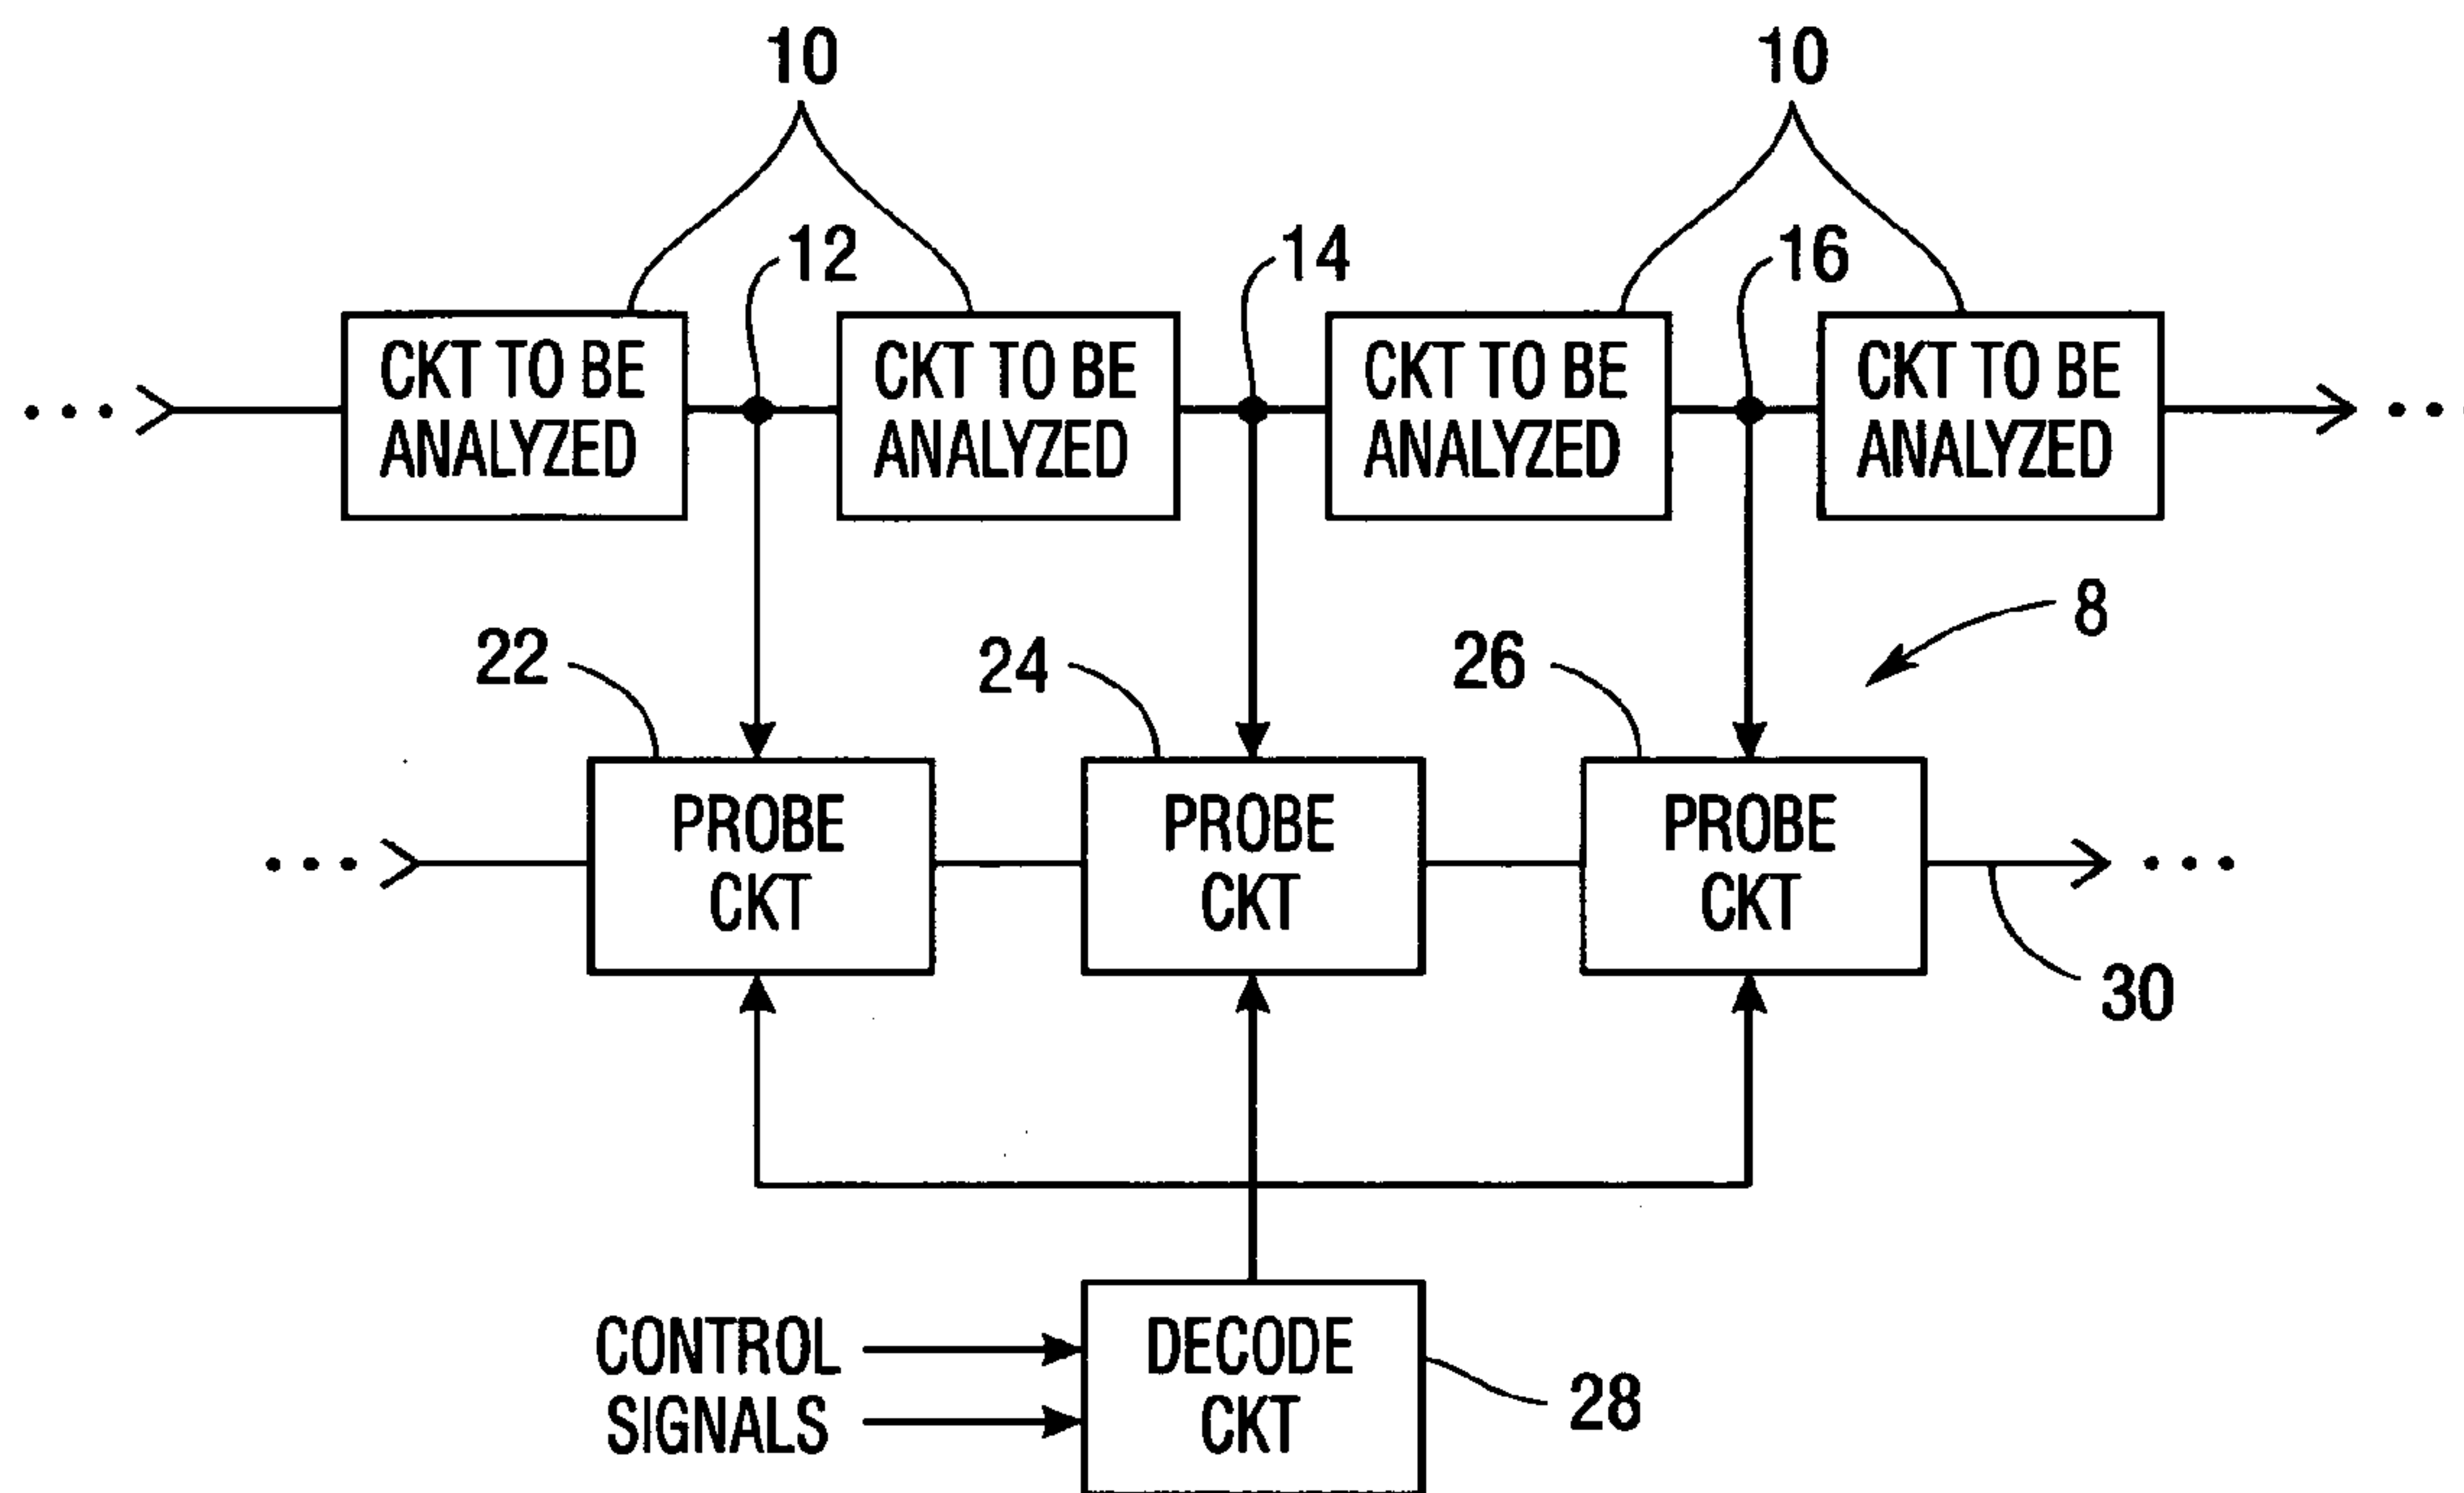 10 10
12 14 16
CKT TO BE CKT TO BE CKT TO BE CKT TO BE
ANALYZED ANALYZED ANALYZED ANALYZED
8
22 24 26
PROBE PROBE PROBE
CKT CKT CKT
30
CONTROL DECODE
SIGNALS CKT
28